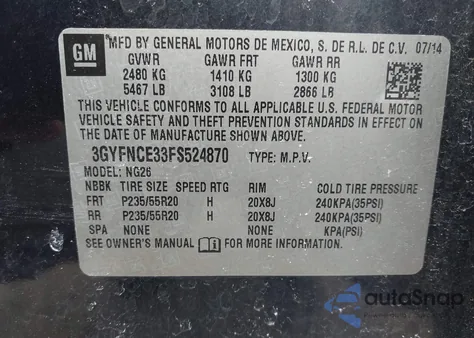 GM
MFD BY GENERAL MOTORS DE MEXICO, S. DE R.L. DE C.V. 07/14
GVWR GAWR FRT GAWR RR
2480 KG 1410 KG 1300 KG
5467 LB 3108 LB 2866 LB
THIS VEHICLE CONFORMS TO ALL APPLICABLE U.S. FEDERAL MOTOR
VEHICLE SAFETY AND THEFT PREVENTION STANDARDS IN EFFECT ON
THE DATE OF MANUFACTURE SHOWN ABOVE.
3GYFNCE33FS524870 TYPE: M.P.V.
MODEL: NG26
NBBK TIRE SIZE SPEED RTG RIM COLD TIRE PRESSURE
FRT P235/55R20 H 20X8J 240KPA(35PSI)
RR P235/55R20 H 20X8J 240KPA(35PSI)
SPA NONE NONE KPA(PSI)
SEE OWNER'S MANUAL FOR MORE INFORMATION.
autoSnap